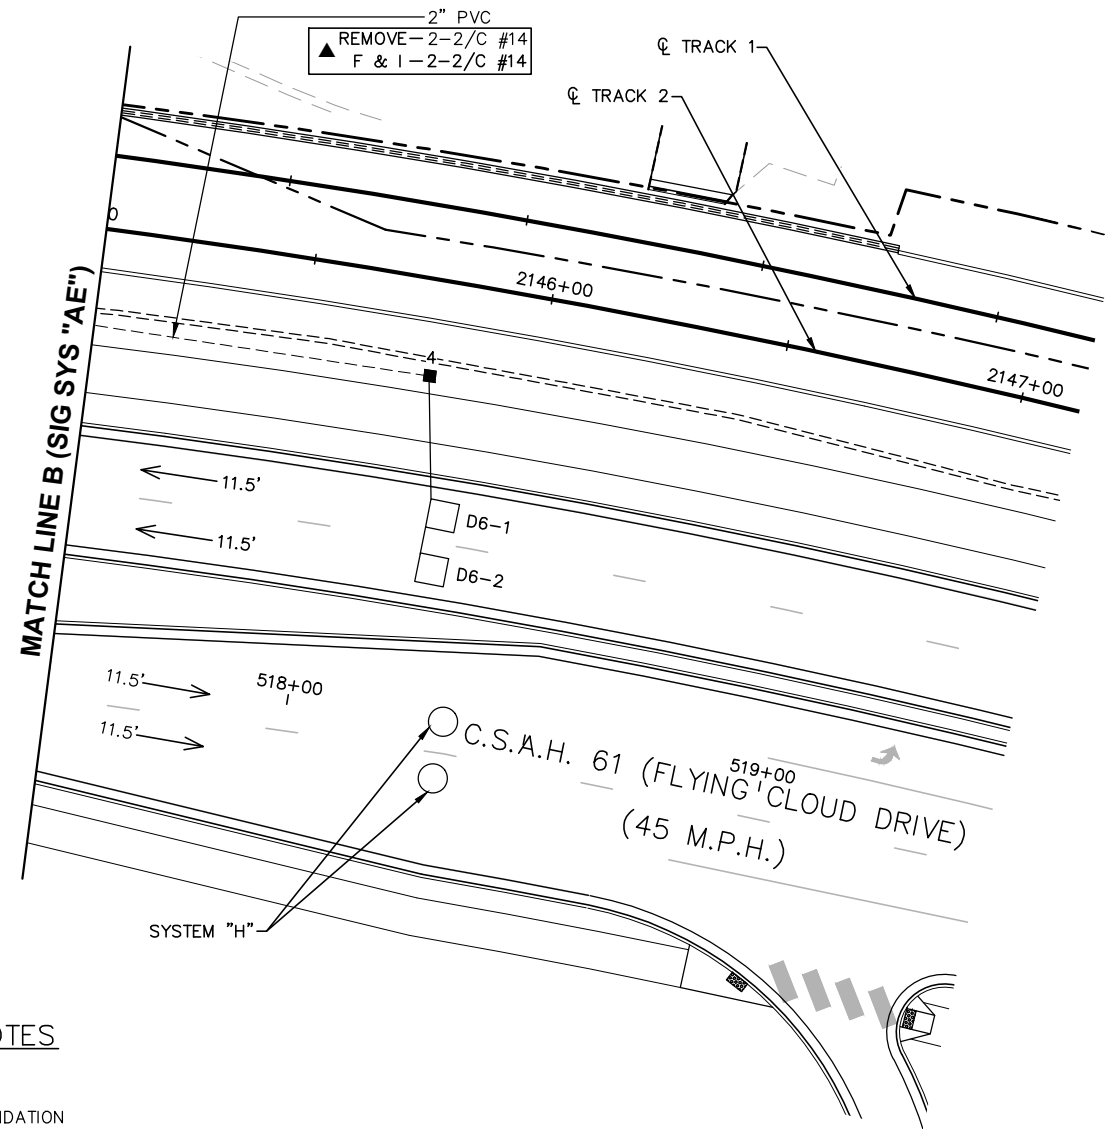 2" PVC
▲ REMOVE-2-2/C #14
F & I-2-2/C #14
℄ TRACK 1
℄ TRACK 2
0
2146+00
2147+00
MATCH LINE B (SIG SYS "AE")
4
11.5'
11.5'
D6-1
D6-2
11.5'
11.5'
518+00
519+00
C.S.A.H. 61 (FLYING CLOUD DRIVE)
(45 M.P.H.)
SYSTEM "H"
OTES
NDATION